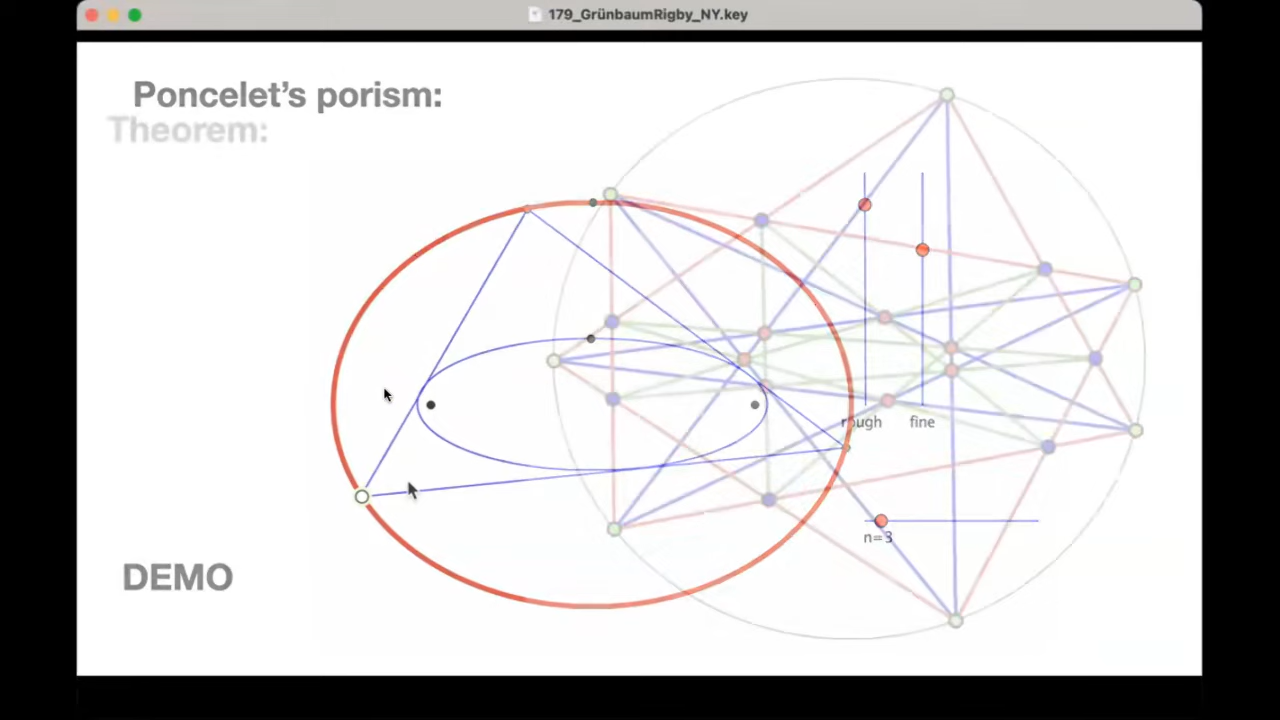 179_GrünbaumRigby_NY.key
Poncelet’s porism:
Theorem:
rough fine
n=3
DEMO